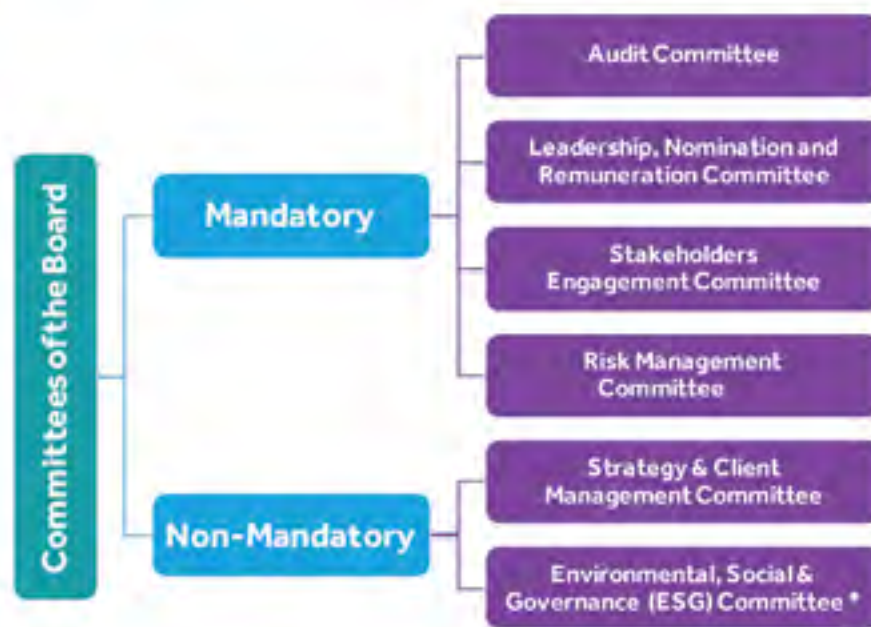 Committees of the Board
Mandatory
Audit Committee
Leadership, Nomination and
Remuneration Committee
Stakeholders
Engagement Committee
Risk Management
Committee
Non-Mandatory
Strategy & Client
Management Committee
Environmental, Social &
Governance (ESG) Committee *